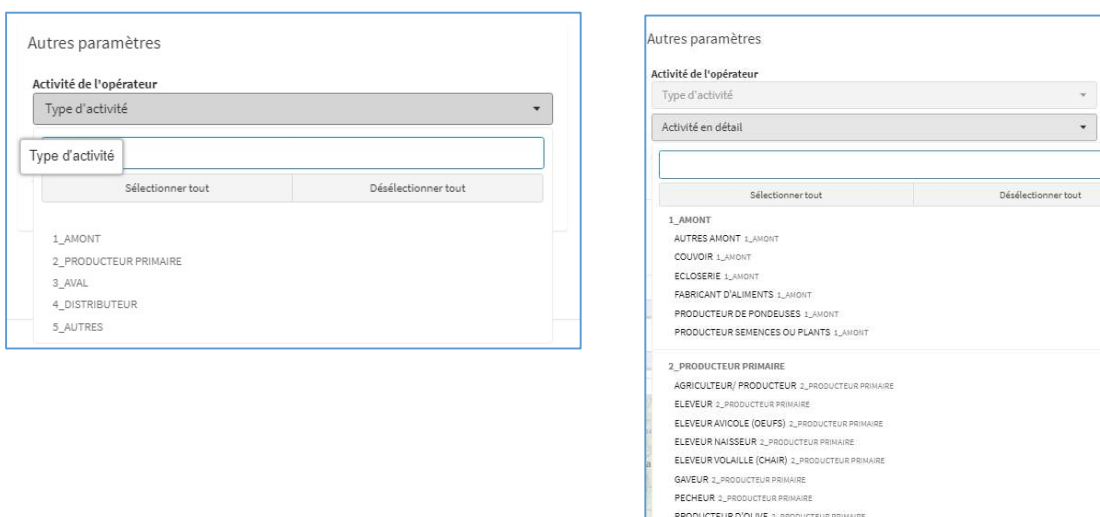 Autres paramètres
Activité de l'opérateur
Type d'activité
Type d'activité
Sélectionner tout Désélectionner tout
1_AMONT
2_PRODUCTEUR PRIMAIRE
3_AVAL
4_DISTRIBUTEUR
5_AUTRES
Autres paramètres
Activité de l'opérateur
Type d'activité
Activité en détail
Sélectionner tout Désélectionner tout
1_AMONT
AUTRES AMONT 1_AMONT
COUVOIR 1_AMONT
ECLOSERIE 1_AMONT
FABRICANT D'ALIMENTS 1_AMONT
PRODUCTEUR DE PONDEUSES 1_AMONT
PRODUCTEUR SEMENCES OU PLANTS 1_AMONT
2_PRODUCTEUR PRIMAIRE
AGRICULTEUR/ PRODUCTEUR 2_PRODUCTEUR PRIMAIRE
ELEVEUR 2_PRODUCTEUR PRIMAIRE
ELEVEUR AVICOLE (OEUFS) 2_PRODUCTEUR PRIMAIRE
ELEVEUR NAISSEUR 2_PRODUCTEUR PRIMAIRE
ELEVEUR VOLAILLE (CHAIR) 2_PRODUCTEUR PRIMAIRE
GAVEUR 2_PRODUCTEUR PRIMAIRE
PECHEUR 2_PRODUCTEUR PRIMAIRE
PRODUCTEUR D'OLIVE 2_PRODUCTEUR PRIMAIRE